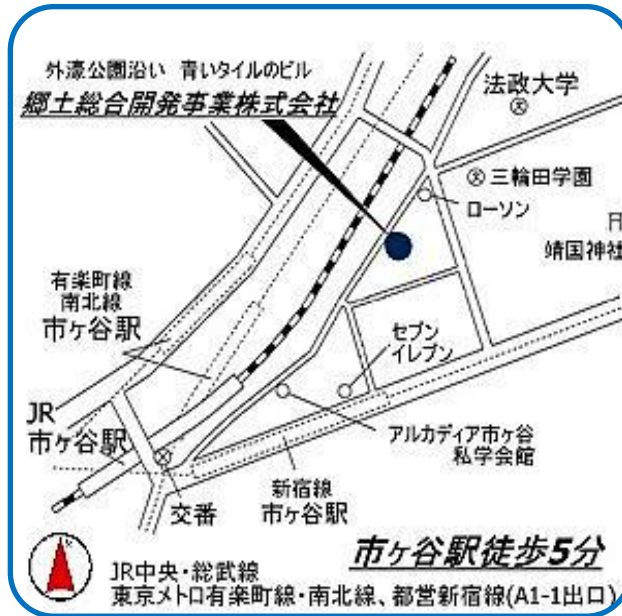 外濠公園沿い 青いタイルのビル
郷土総合開発事業株式会社
法政大学
文
文 三輪田学園
ローソン
靖国神社
有楽町線
南北線
市ヶ谷駅
セブン
イレブン
JR
市ヶ谷駅
アルカディア市ヶ谷
私学会館
交番
新宿線
市ヶ谷駅
市ヶ谷駅徒歩5分
JR中央・総武線
東京メトロ有楽町線・南北線、都営新宿線(A1-1出口)